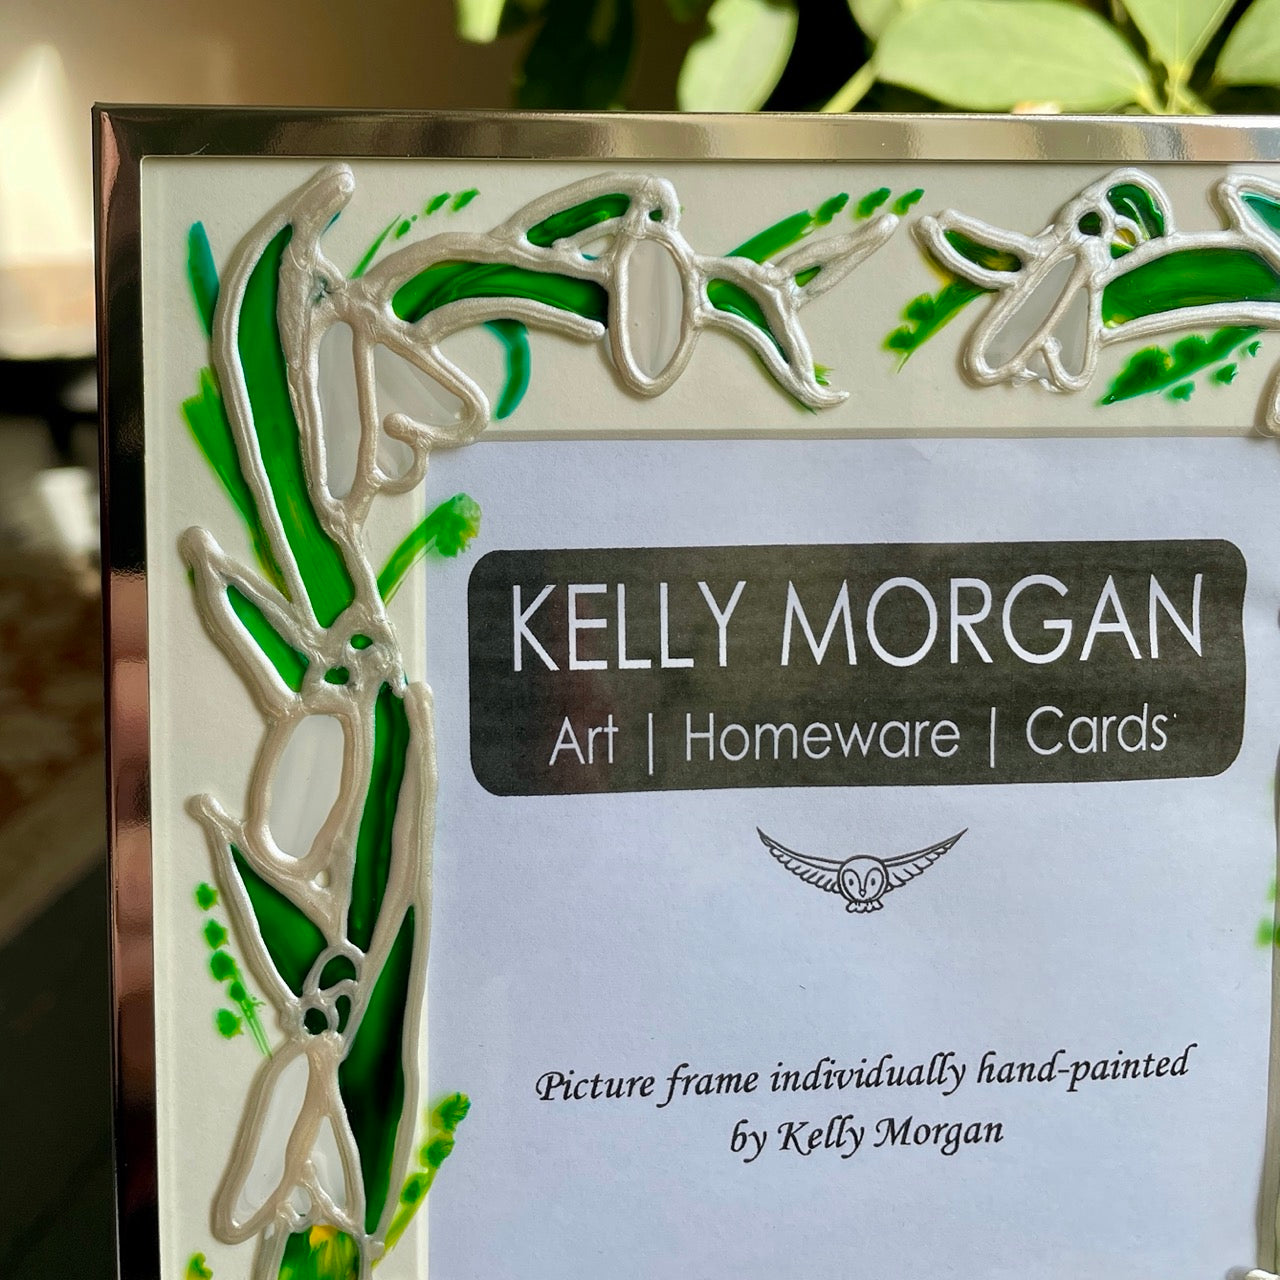 KELLY MORGAN
Art | Homeware | Cards
Picture frame individually hand-painted
by Kelly Morgan